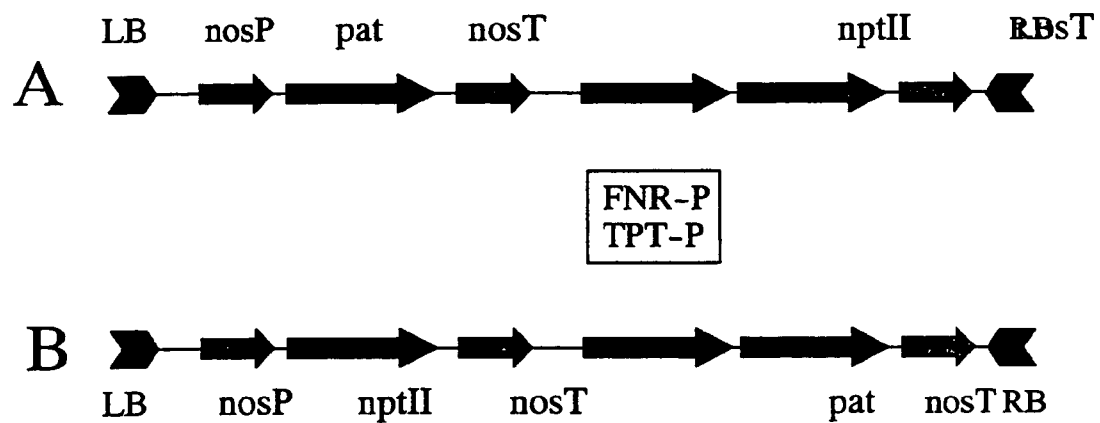 LB nosP pat nosT nptII
A
FNR-P
TPT-P
B
LB nosP nptII nosT pat nosT RB